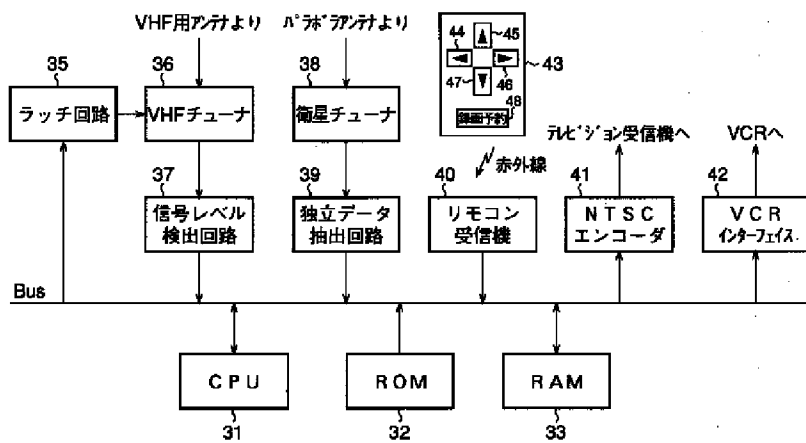 VHF用アンテナより
パラボラアンテナより
44
45
43
47
46
48
録画予約
35
ラッチ回路
36
VHFチューナ
38
衛星チューナ
赤外線
テレビジョン受信機へ
VCRへ
37
信号レベル
検出回路
39
独立データ
抽出回路
40
リモコン
受信機
41
NTSC
エンコーダ
42
VCR
インターフェイス
Bus
CPU
31
ROM
32
RAM
33